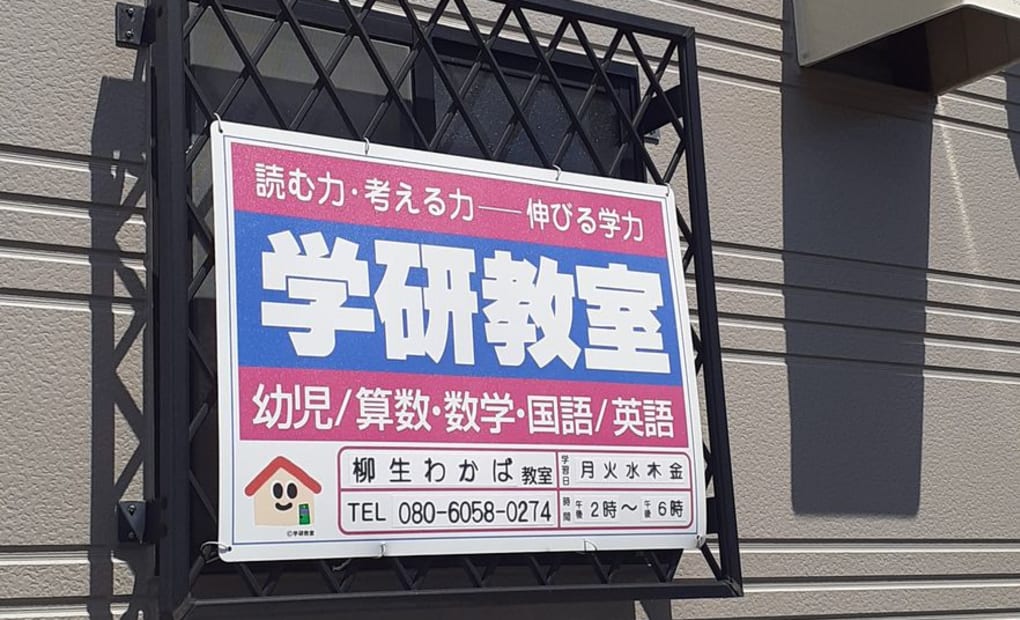 読む力・考える力──伸びる学力
学研教室
幼児/算数・数学・国語/英語
柳生わかば教室
学習日 月火水木金
TEL 080-6058-0274
時間 午後2時～午後6時
©学研教室